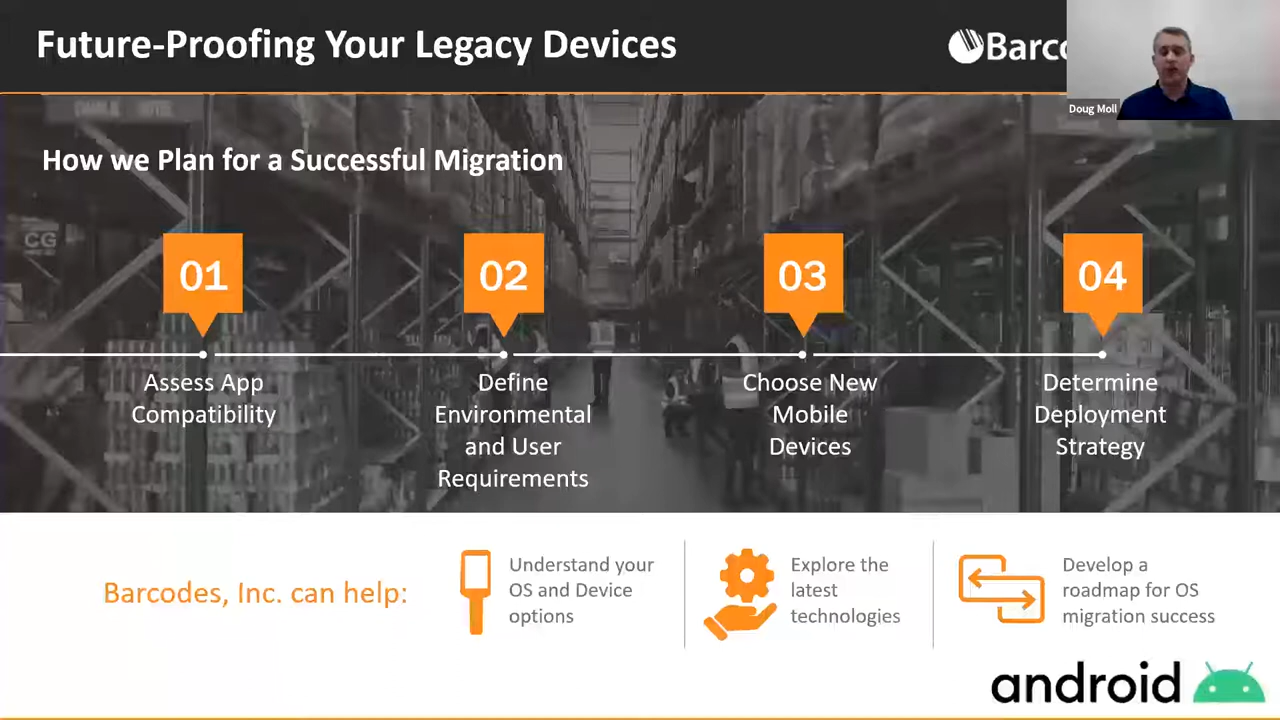 Future-Proofing Your Legacy Devices
Barco
Doug Moll
How we Plan for a Successful Migration
CG
01
02
03
04
Assess App
Compatibility
Define
Environmental
and User
Requirements
Choose New
Mobile
Devices
Determine
Deployment
Strategy
Barcodes, Inc. can help:
Understand your
OS and Device
options
Explore the
latest
technologies
Develop a
roadmap for OS
migration success
android